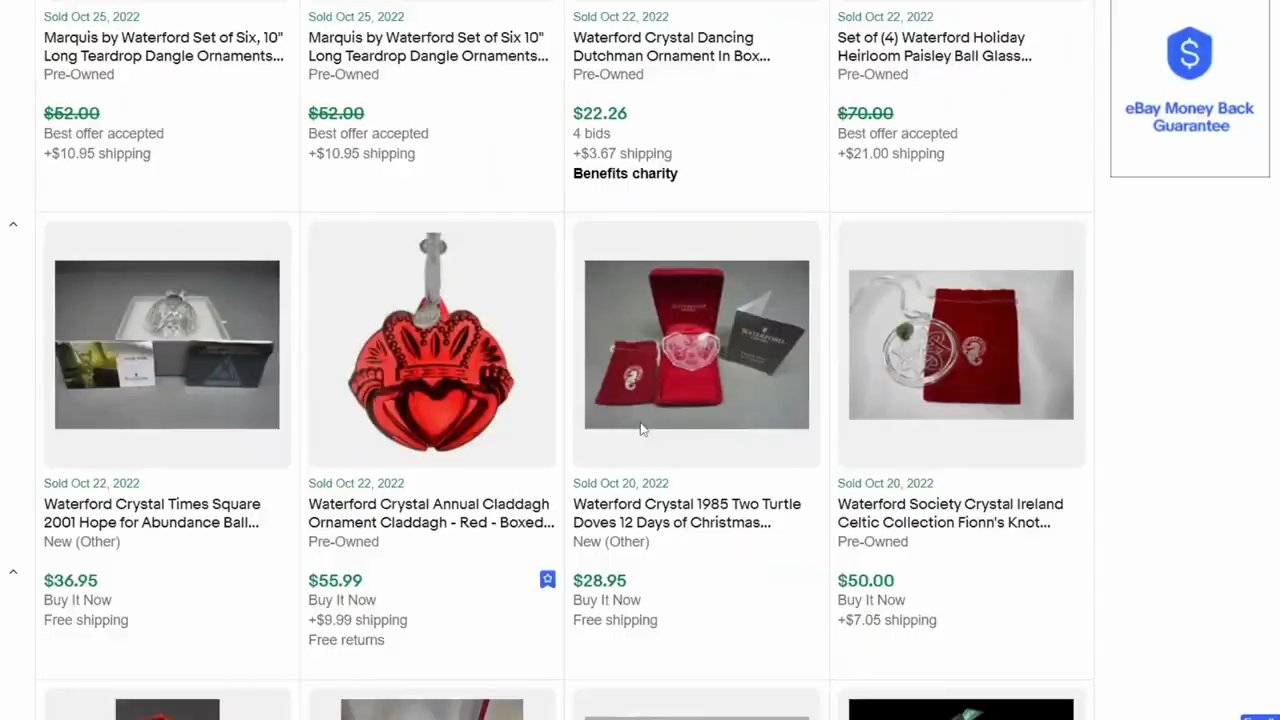 Sold Oct 25, 2022
Marquis by Waterford Set of Six, 10"
Long Teardrop Dangle Ornaments...
Pre-Owned
$52.00
Best offer accepted
+$10.95 shipping
Sold Oct 25, 2022
Marquis by Waterford Set of Six 10"
Long Teardrop Dangle Ornaments...
Pre-Owned
$52.00
Best offer accepted
+$10.95 shipping
Sold Oct 22, 2022
Waterford Crystal Dancing
Dutchman Ornament In Box...
Pre-Owned
$22.26
4 bids
+$3.67 shipping
Benefits charity
Sold Oct 22, 2022
Set of (4) Waterford Holiday
Heirloom Paisley Ball Glass...
Pre-Owned
$70.00
Best offer accepted
+$21.00 shipping
$
eBay Money Back
Guarantee
Sold Oct 22, 2022
Waterford Crystal Times Square
2001 Hope for Abundance Ball...
New (Other)
$36.95
Buy It Now
Free shipping
Sold Oct 22, 2022
Waterford Crystal Annual Claddagh
Ornament Claddagh - Red - Boxed...
Pre-Owned
$55.99
Buy It Now
+$9.99 shipping
Free returns
WATERFORD
Sold Oct 20, 2022
Waterford Crystal 1985 Two Turtle
Doves 12 Days of Christmas...
New (Other)
$28.95
Buy It Now
Free shipping
Sold Oct 20, 2022
Waterford Society Crystal Ireland
Celtic Collection Fionn's Knot...
Pre-Owned
$50.00
Buy It Now
+$7.05 shipping